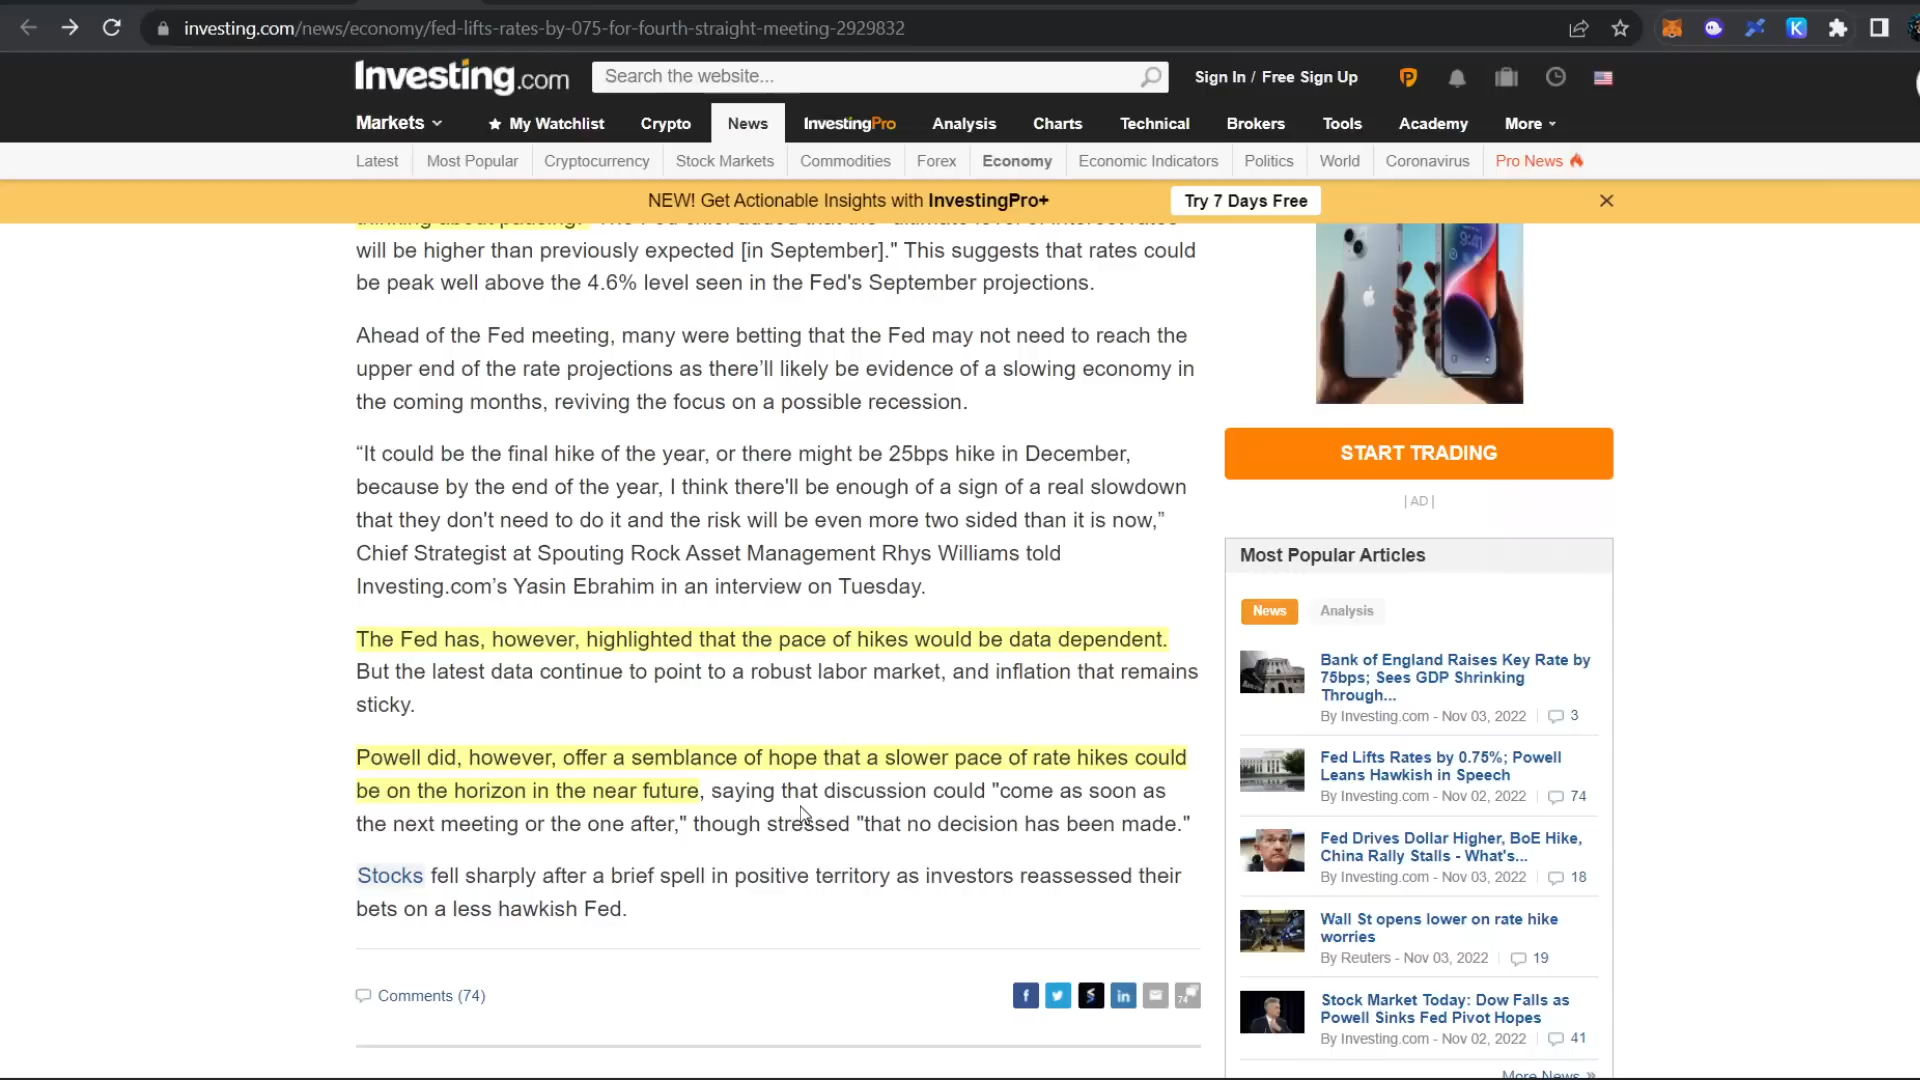 investing.com/news/economy/fed-lifts-rates-by-075-for-fourth-straight-meeting-2929832
Investing.com
Search the website...
Sign In / Free Sign Up
Markets
My Watchlist
Crypto
News
InvestingPro
Analysis
Charts
Technical
Brokers
Tools
Academy
More
Latest
Most Popular
Cryptocurrency
Stock Markets
Commodities
Forex
Economy
Economic Indicators
Politics
World
Coronavirus
Pro News
NEW! Get Actionable Insights with InvestingPro+
Try 7 Days Free
thinking about pausing." The Fed chief added that the "ultimate level of interest rates
will be higher than previously expected [in September]." This suggests that rates could
be peak well above the 4.6% level seen in the Fed's September projections.
Ahead of the Fed meeting, many were betting that the Fed may not need to reach the
upper end of the rate projections as there’ll likely be evidence of a slowing economy in
the coming months, reviving the focus on a possible recession.
“It could be the final hike of the year, or there might be 25bps hike in December,
because by the end of the year, I think there'll be enough of a sign of a real slowdown
that they don't need to do it and the risk will be even more two sided than it is now,”
Chief Strategist at Spouting Rock Asset Management Rhys Williams told
Investing.com’s Yasin Ebrahim in an interview on Tuesday.
The Fed has, however, highlighted that the pace of hikes would be data dependent.
But the latest data continue to point to a robust labor market, and inflation that remains
sticky.
Powell did, however, offer a semblance of hope that a slower pace of rate hikes could
be on the horizon in the near future, saying that discussion could "come as soon as
the next meeting or the one after," though stressed "that no decision has been made."
Stocks fell sharply after a brief spell in positive territory as investors reassessed their
bets on a less hawkish Fed.
Comments (74)
74
9:41
START TRADING
| AD |
Most Popular Articles
News
Analysis
Bank of England Raises Key Rate by
75bps; Sees GDP Shrinking
Through...
By Investing.com - Nov 03, 2022
3
Fed Lifts Rates by 0.75%; Powell
Leans Hawkish in Speech
By Investing.com - Nov 02, 2022
74
Fed Drives Dollar Higher, BoE Hike,
China Rally Stalls - What's...
By Investing.com - Nov 03, 2022
18
Wall St opens lower on rate hike
worries
By Reuters - Nov 03, 2022
19
Stock Market Today: Dow Falls as
Powell Sinks Fed Pivot Hopes
By Investing.com - Nov 02, 2022
41
More News »